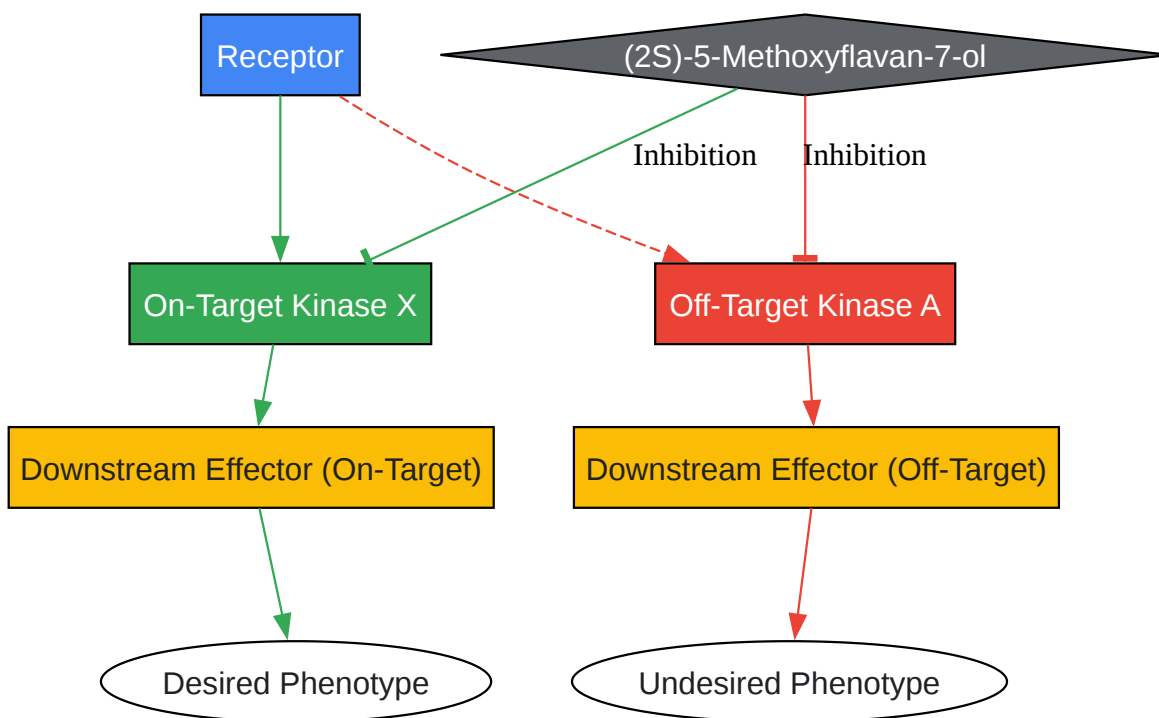 Receptor
(2S)-5-Methoxyflavan-7-ol
Inhibition
Inhibition
On-Target Kinase X
Off-Target Kinase A
Downstream Effector (On-Target)
Downstream Effector (Off-Target)
Desired Phenotype
Undesired Phenotype